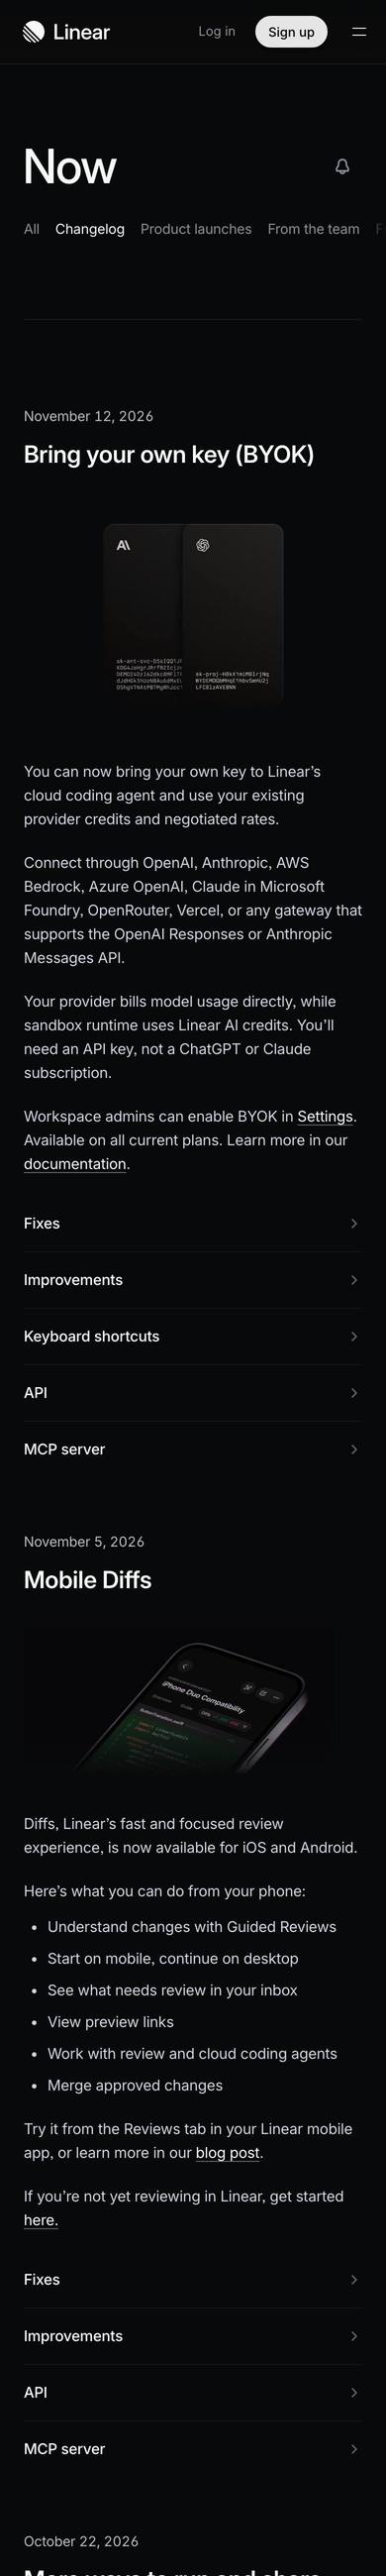 Linear
Log in
Sign up
Now
All
Changelog
Product launches
From the team
November 12, 2026
Bring your own key (BYOK)
You can now bring your own key to Linear’s
cloud coding agent and use your existing
provider credits and negotiated rates.
Connect through OpenAI, Anthropic, AWS
Bedrock, Azure OpenAI, Claude in Microsoft
Foundry, OpenRouter, Vercel, or any gateway that
supports the OpenAI Responses or Anthropic
Messages API.
Your provider bills model usage directly, while
sandbox runtime uses Linear AI credits. You’ll
need an API key, not a ChatGPT or Claude
subscription.
Workspace admins can enable BYOK in Settings.
Available on all current plans. Learn more in our
documentation.
Fixes
Improvements
Keyboard shortcuts
API
MCP server
November 5, 2026
Mobile Diffs
iPhone Duo Compatibility
Diffs, Linear’s fast and focused review
experience, is now available for iOS and Android.
Here’s what you can do from your phone:
• Understand changes with Guided Reviews
• Start on mobile, continue on desktop
• See what needs review in your inbox
• View preview links
• Work with review and cloud coding agents
• Merge approved changes
Try it from the Reviews tab in your Linear mobile
app, or learn more in our blog post.
If you’re not yet reviewing in Linear, get started
here.
Fixes
Improvements
API
MCP server
October 22, 2026
More ways to run and share